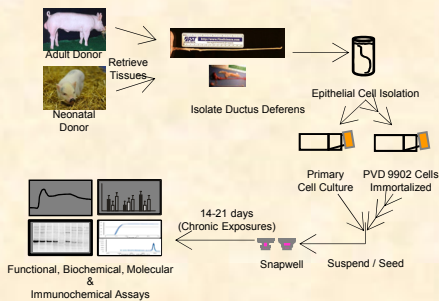 Adult Donor
Retrieve
Tissues
Neonatal
Donor
Isolate Ductus Deferens
Epithelial Cell Isolation
Primary
Cell Culture
PVD 9902 Cells
Immortalized
14-21 days
(Chronic Exposures)
Snapwell
Suspend / Seed
Functional, Biochemical, Molecular
&
Immunochemical Assays